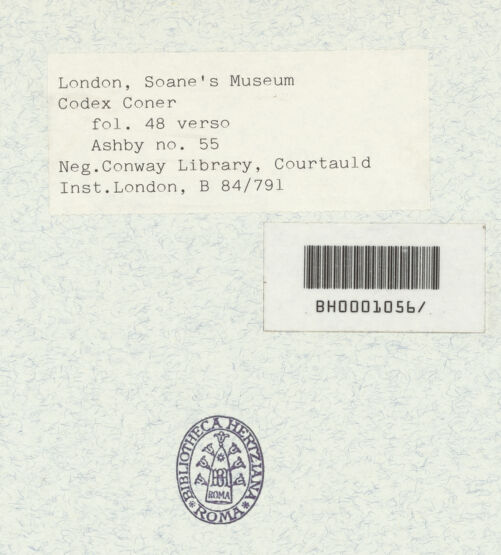 London, Soane's Museum
Codex Coner
fol. 48 verso
Ashby no. 55
Neg.Conway Library, Courtauld
Inst.London, B 84/791
BH0001056/
BIBLIOTHECA HERTZIANA
ROMA
*ROMA*